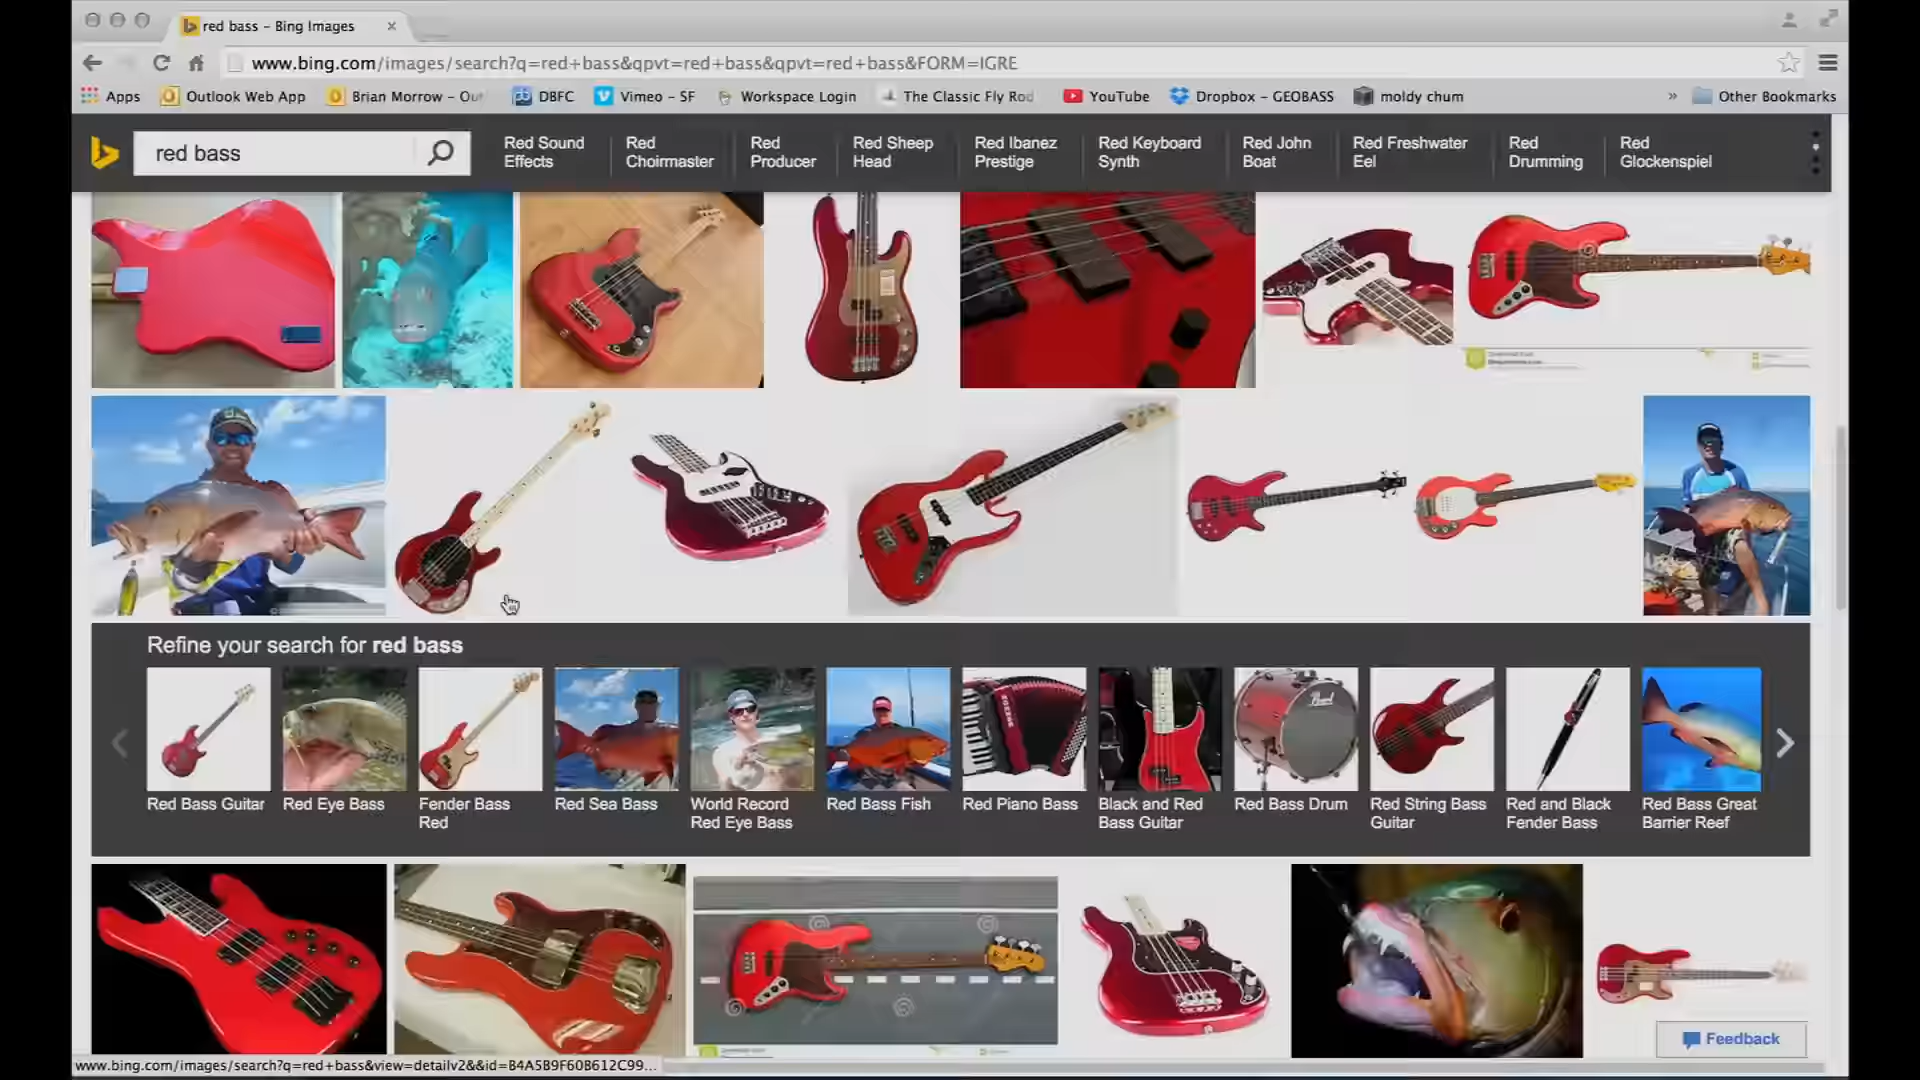 red bass - Bing Images
www.bing.com/images/search?q=red+bass&qpvt=red+bass&qpvt=red+bass&FORM=IGRE
Apps Outlook Web App Brian Morrow - Ou DBFC Vimeo - SF Workspace Login The Classic Fly Rod YouTube Dropbox - GEOBASS moldy chum » Other Bookmarks
red bass
Red Sound Effects
Red Choirmaster
Red Producer
Red Sheep Head
Red Ibanez Prestige
Red Keyboard Synth
Red John Boat
Red Freshwater Eel
Red Drumming
Red Glockenspiel
Refine your search for red bass
Red Bass Guitar
Red Eye Bass
Fender Bass Red
Red Sea Bass
World Record Red Eye Bass
Red Bass Fish
Red Piano Bass
Black and Red Bass Guitar
Red Bass Drum
Red String Bass Guitar
Red and Black Fender Bass
Red Bass Great Barrier Reef
Pearl
Feedback
www.bing.com/images/search?q=red+bass&view=detailv2&&id=B4A5B9F60B612C99...